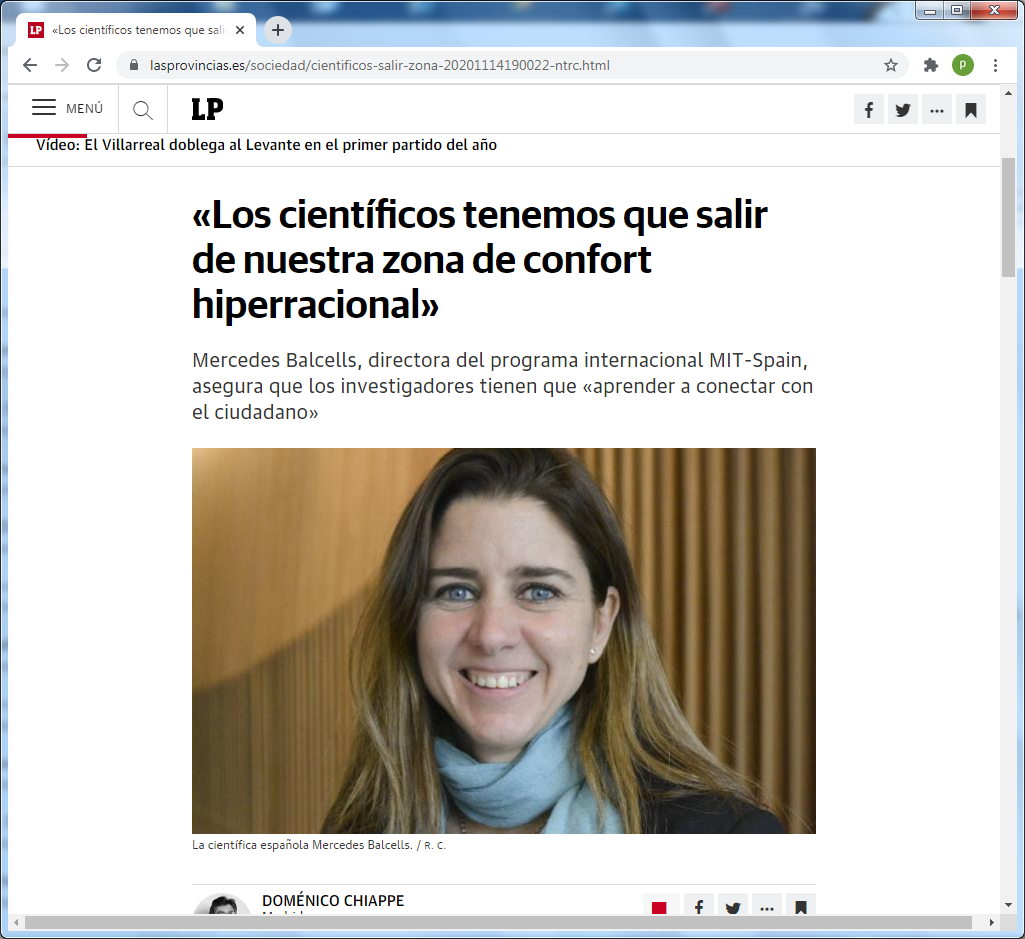 LP «Los científicos tenemos que sali
lasprovincias.es/sociedad/cientificos-salir-zona-20201114190022-ntrc.html
P
MENÚ
LP
Vídeo: El Villarreal doblega al Levante en el primer partido del año
«Los científicos tenemos que salir
de nuestra zona de confort
hiperracional»
Mercedes Balcells, directora del programa internacional MIT-Spain,
asegura que los investigadores tienen que «aprender a conectar con
el ciudadano»
La científica española Mercedes Balcells. / R. C.
DOMÉNICO CHIAPPE